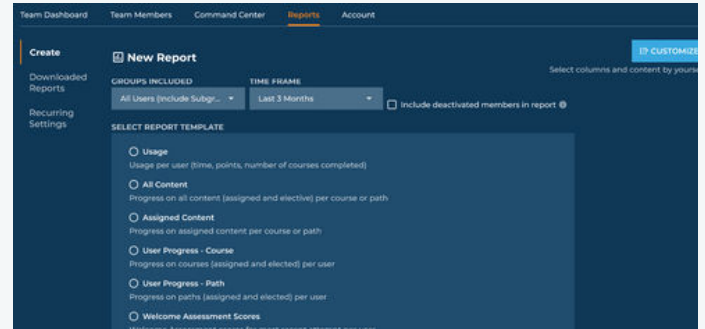 Team Dashboard Team Members Command Center Reports Account
Create
Downloaded
Reports
Recurring
Settings
New Report
CUSTOMIZE
Select columns and content by yourse
GROUPS INCLUDED TIME FRAME
All Users (Include Subgr... Last 3 Months
Include deactivated members in report
SELECT REPORT TEMPLATE
Usage
Usage per user (time, points, number of courses completed)
All Content
Progress on all content (assigned and elective) per course or path
Assigned Content
Progress on assigned content per course or path
User Progress - Course
Progress on courses (assigned and elected) per user
User Progress - Path
Progress on paths (assigned and elected) per user
Welcome Assessment Scores